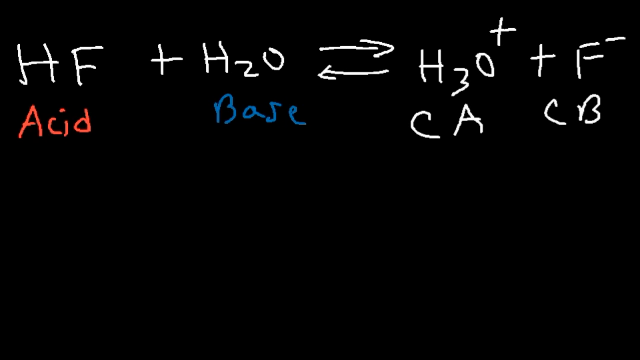 HF + H₂O ⇌ H₃O⁺ + F⁻
Acid Base CA CB